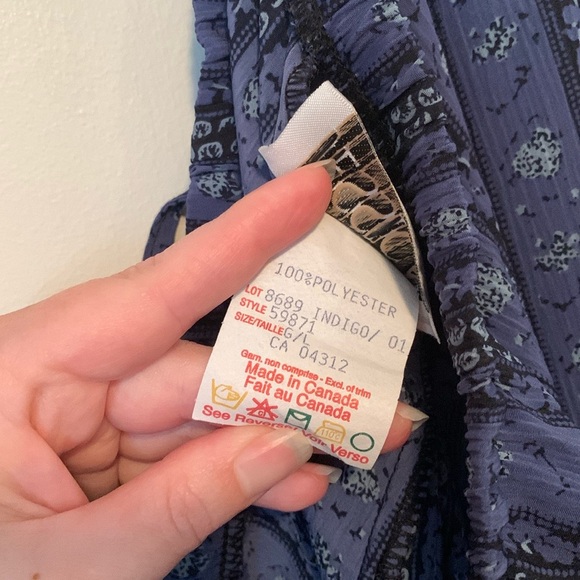 100%POLYESTER
LOT 8689 INDIGO/ 01
STYLE 59871
SIZE/TAILLE G/L
CA 04312
Garn. non comprise - Excl. of trim
Made in Canada
Fait au Canada
See Reverse/Voir Verso